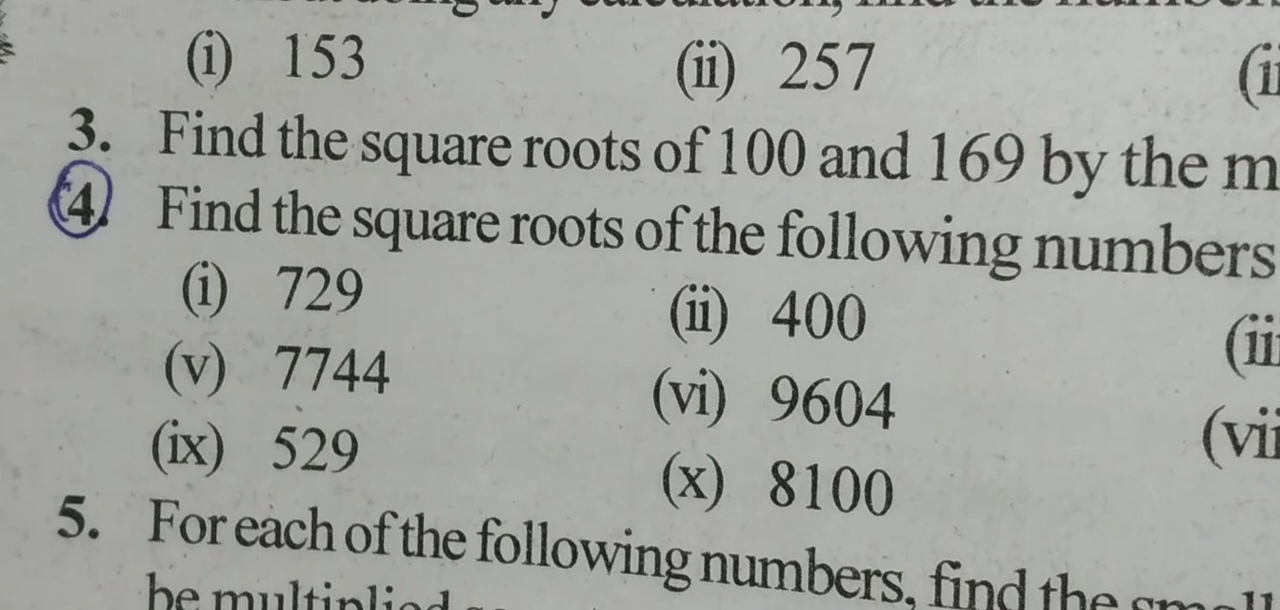 (i) 153 (ii) 257
3. Find the square roots of 100 and 169 by the
4. Find the square roots of the following numbers
(i) 729 (ii) 400
(v) 7744 (vi) 9604
(ix) 529 (x) 8100
5. For each of the following numbers, find the
be multiplied